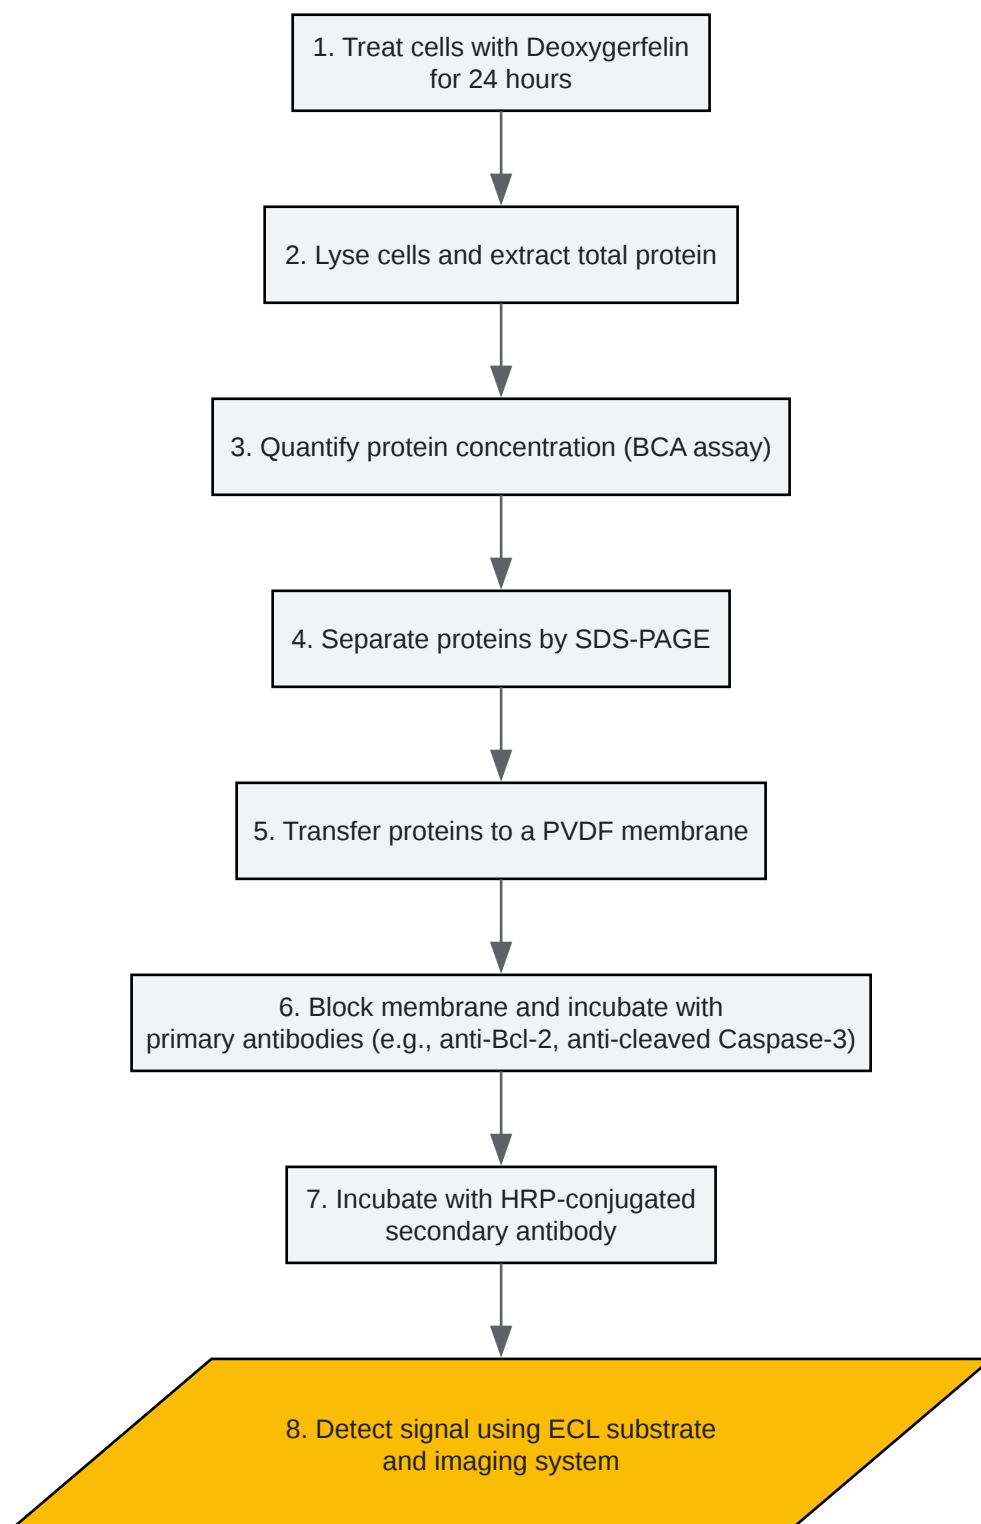 1. Treat cells with Deoxygerfelin
for 24 hours
2. Lyse cells and extract total protein
3. Quantify protein concentration (BCA assay)
4. Separate proteins by SDS-PAGE
5. Transfer proteins to a PVDF membrane
6. Block membrane and incubate with
primary antibodies (e.g., anti-Bcl-2, anti-cleaved Caspase-3)
7. Incubate with HRP-conjugated
secondary antibody
8. Detect signal using ECL substrate
and imaging system